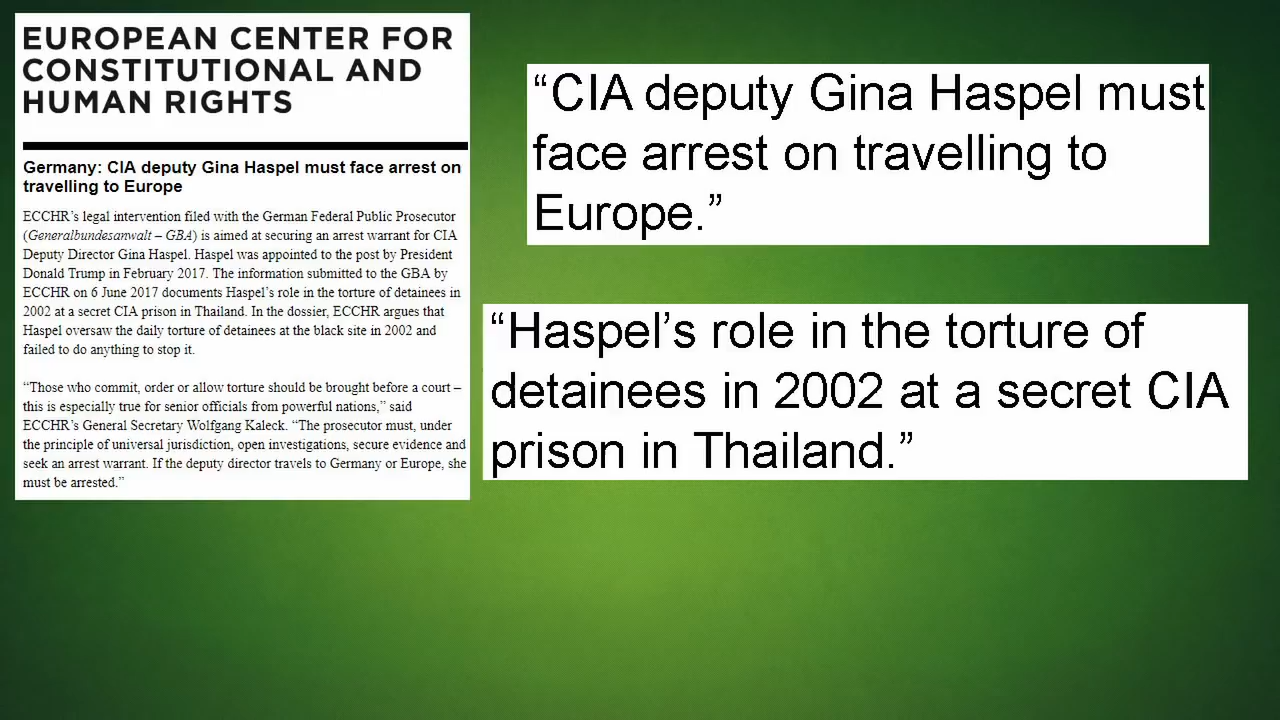 EUROPEAN CENTER FOR
CONSTITUTIONAL AND
HUMAN RIGHTS
Germany: CIA deputy Gina Haspel must face arrest on
travelling to Europe
ECCHR's legal intervention filed with the German Federal Public Prosecutor
(Generalbundesanwalt – GBA) is aimed at securing an arrest warrant for CIA
Deputy Director Gina Haspel. Haspel was appointed to the post by President
Donald Trump in February 2017. The information submitted to the GBA by
ECCHR on 6 June 2017 documents Haspel's role in the torture of detainees in
2002 at a secret CIA prison in Thailand. In the dossier, ECCHR argues that
Haspel oversaw the daily torture of detainees at the black site in 2002 and
failed to do anything to stop it.
“Those who commit, order or allow torture should be brought before a court –
this is especially true for senior officials from powerful nations,” said
ECCHR's General Secretary Wolfgang Kaleck. “The prosecutor must, under
the principle of universal jurisdiction, open investigations, secure evidence and
seek an arrest warrant. If the deputy director travels to Germany or Europe, she
must be arrested.”
“CIA deputy Gina Haspel must
face arrest on travelling to
Europe.”
“Haspel’s role in the torture of
detainees in 2002 at a secret CIA
prison in Thailand.”